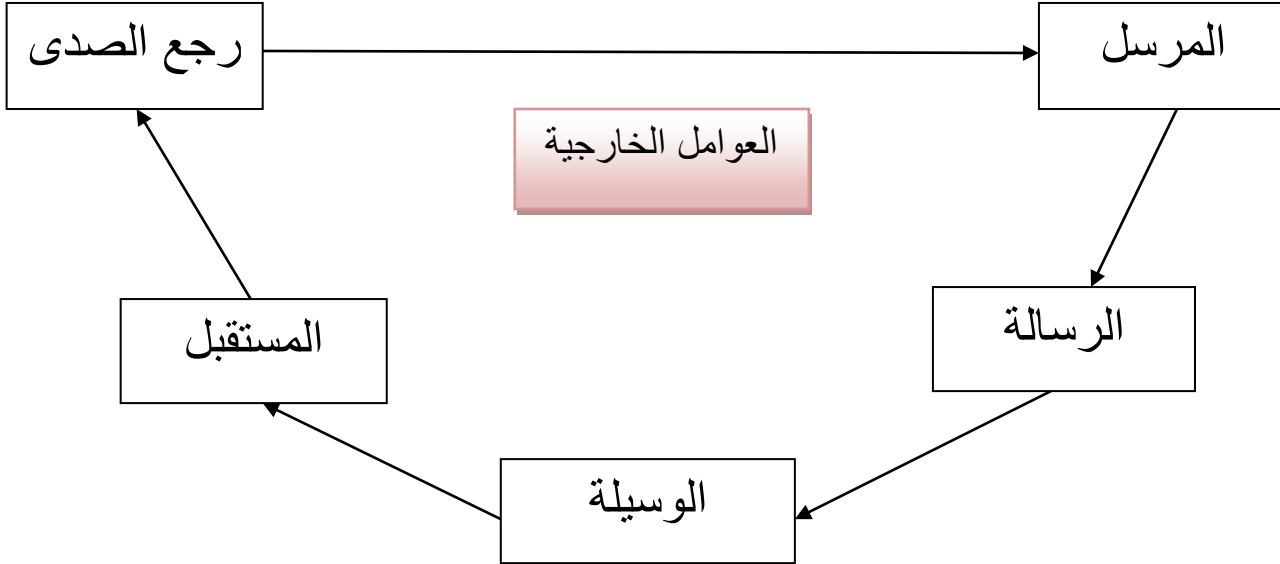 المرسل
رجع الصدى
العوامل الخارجية
الرسالة
المستقبل
الوسيلة